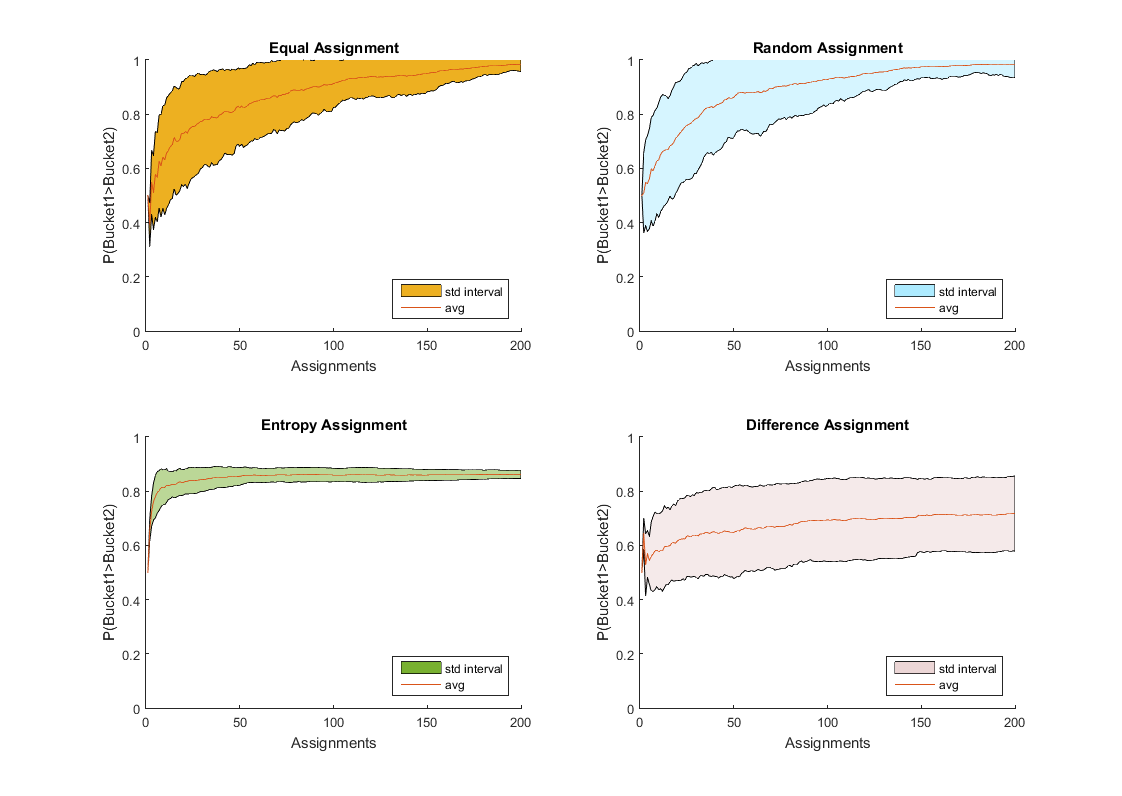 Equal Assignment
1
0.8
0.6
0.4
0.2
0
P(Bucket1>Bucket2)
std interval
avg
0 50 100 150 200
Assignments
Random Assignment
1
0.8
0.6
0.4
0.2
0
P(Bucket1>Bucket2)
std interval
avg
0 50 100 150 200
Assignments
Entropy Assignment
1
0.8
0.6
0.4
0.2
0
P(Bucket1>Bucket2)
std interval
avg
0 50 100 150 200
Assignments
Difference Assignment
1
0.8
0.6
0.4
0.2
0
P(Bucket1>Bucket2)
std interval
avg
0 50 100 150 200
Assignments